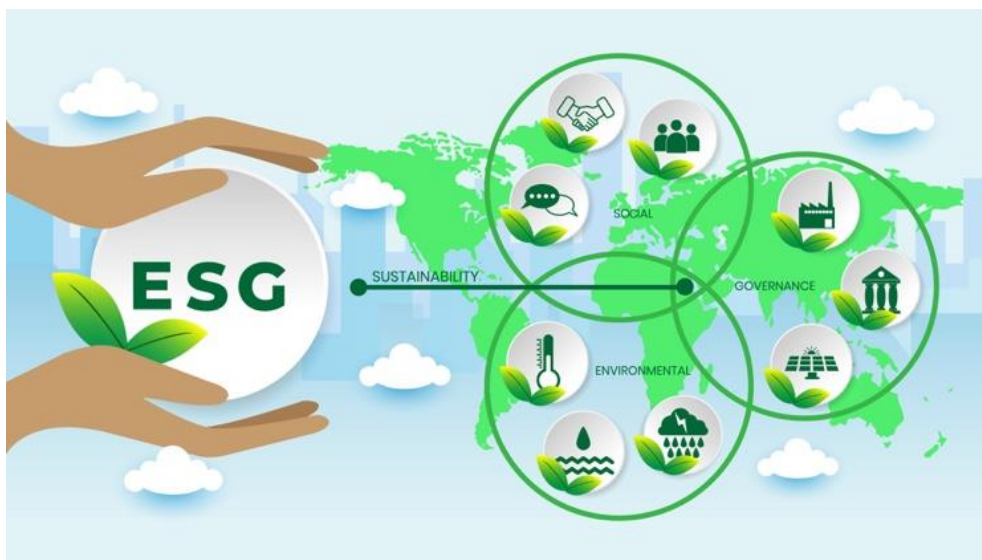 ESG
SUSTAINABILITY
SOCIAL
GOVERNANCE
ENVIRONMENTAL